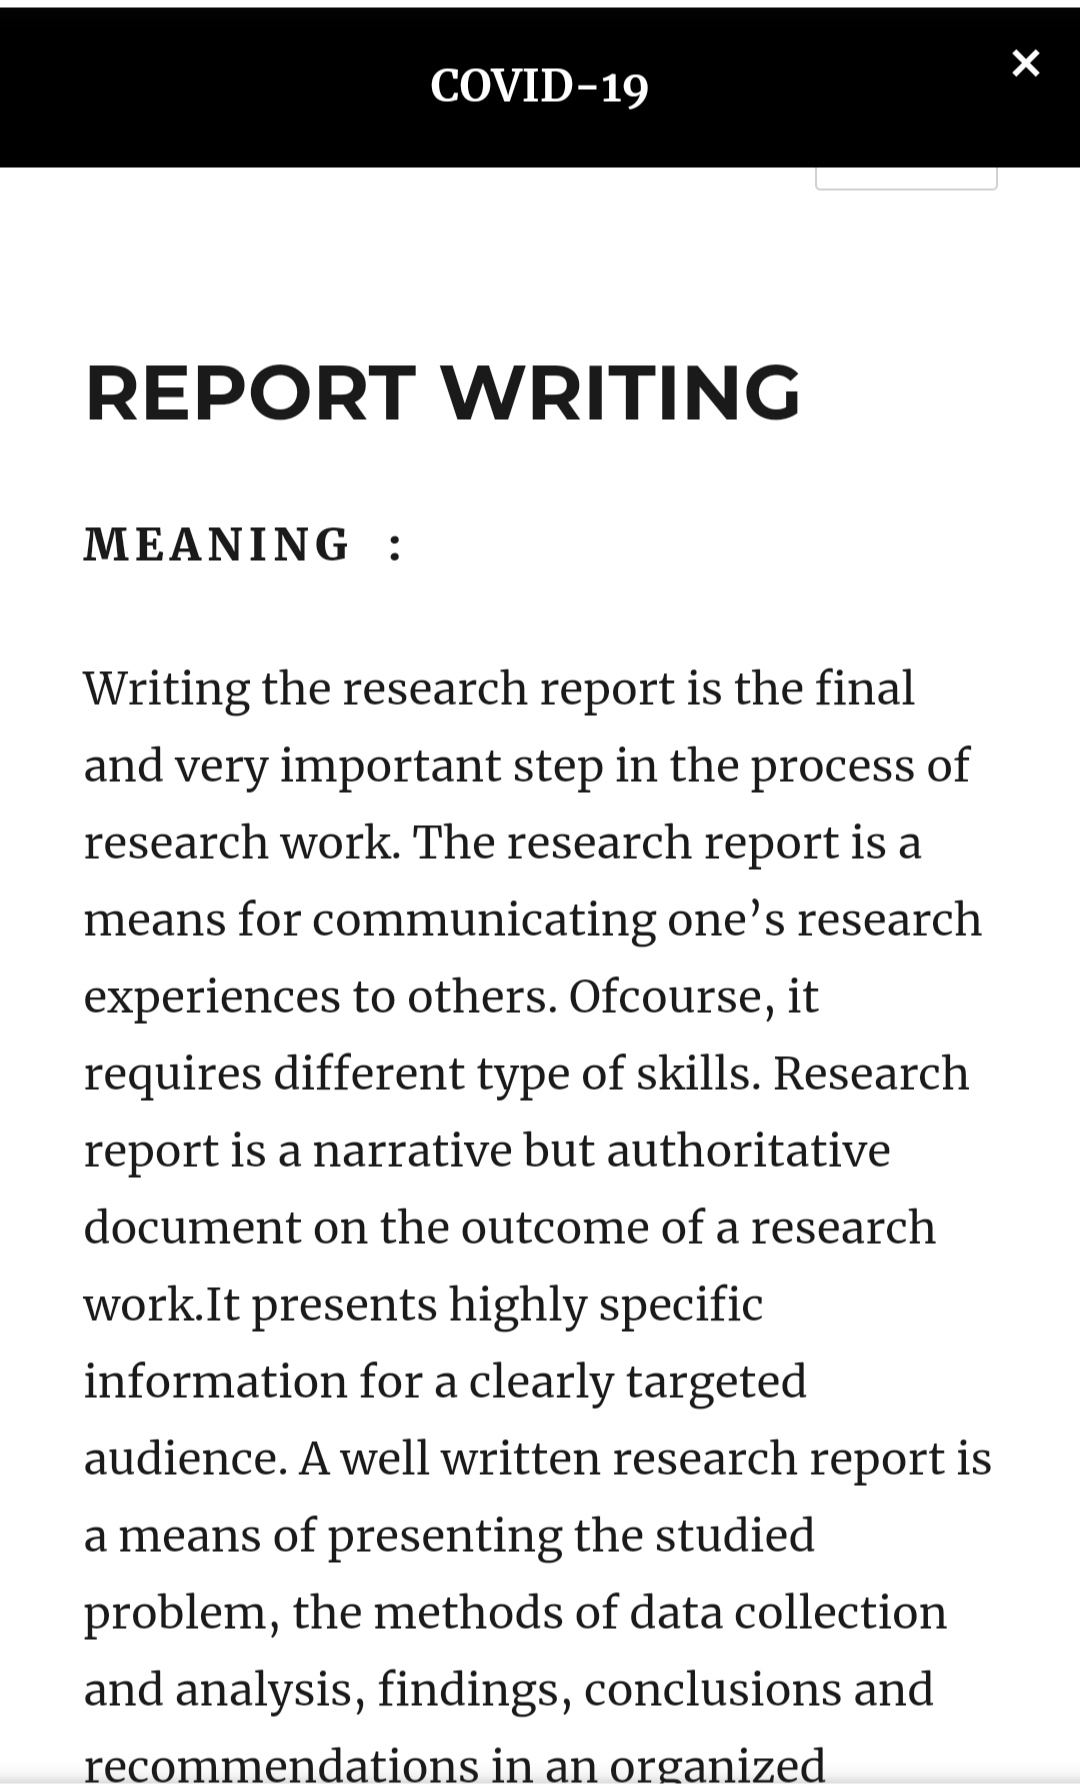 COVID-19
×
REPORT WRITING
MEANING :
Writing the research report is the final
and very important step in the process of
research work. The research report is a
means for communicating one’s research
experiences to others. Ofcourse, it
requires different type of skills. Research
report is a narrative but authoritative
document on the outcome of a research
work.It presents highly specific
information for a clearly targeted
audience. A well written research report is
a means of presenting the studied
problem, the methods of data collection
and analysis, findings, conclusions and
recommendations in an organized